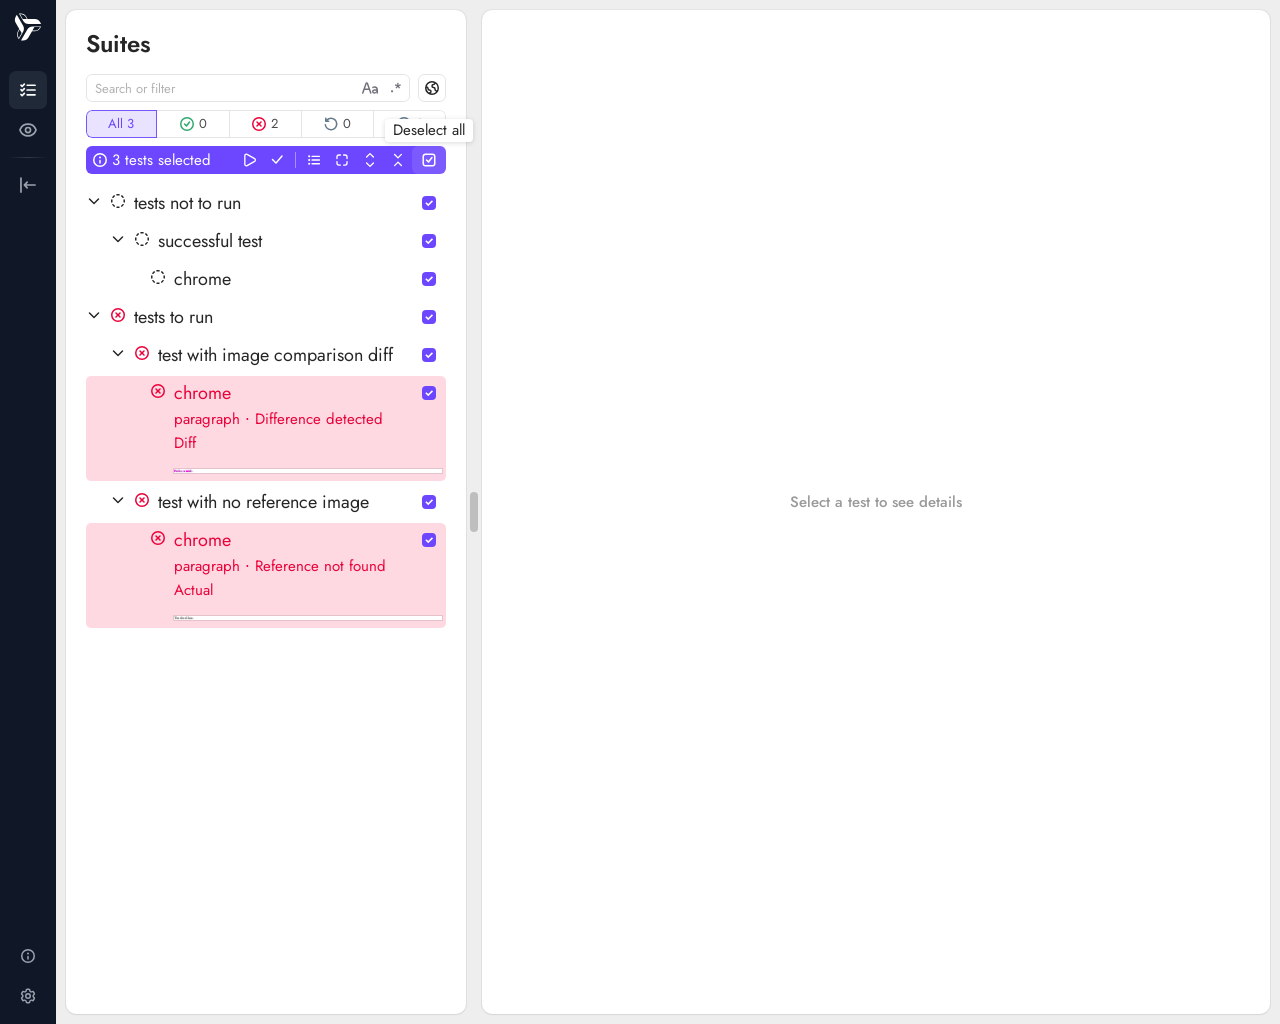 Suites
Search or filter
Aa .*
All 3
0
2
0
Deselect all
3 tests selected
tests not to run
successful test
chrome
tests to run
test with image comparison diff
chrome
paragraph · Difference detected
Diff
test with no reference image
chrome
paragraph · Reference not found
Actual
Select a test to see details